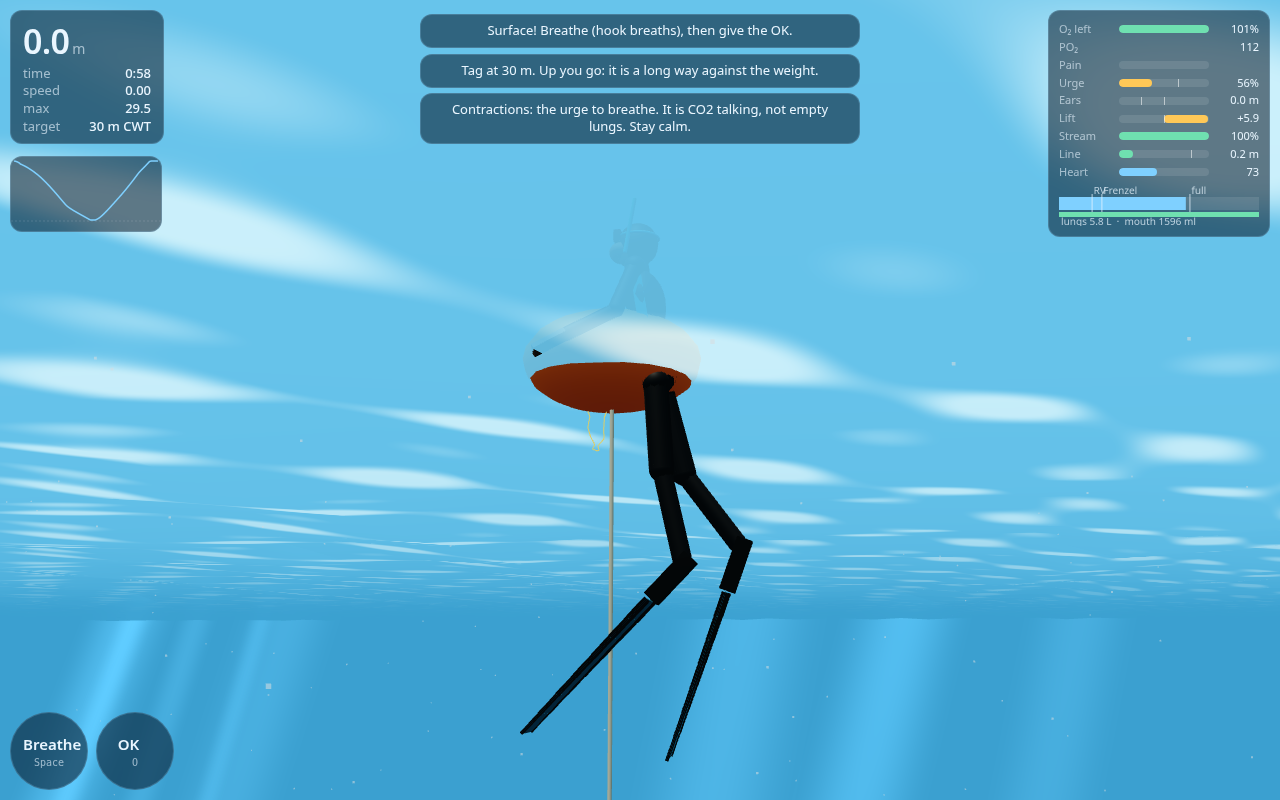 0.0 m
time 0:58
speed 0.00
max 29.5
target 30 m CWT
Surface! Breathe (hook breaths), then give the OK.
Tag at 30 m. Up you go: it is a long way against the weight.
Contractions: the urge to breathe. It is CO2 talking, not empty
lungs. Stay calm.
O₂ left 101%
PO₂ 112
Pain
Urge 56%
Ears 0.0 m
Lift +5.9
Stream 100%
Line 0.2 m
Heart 73
RV Frenzel full
lungs 5.8 L · mouth 1596 ml
Breathe
Space
OK
0